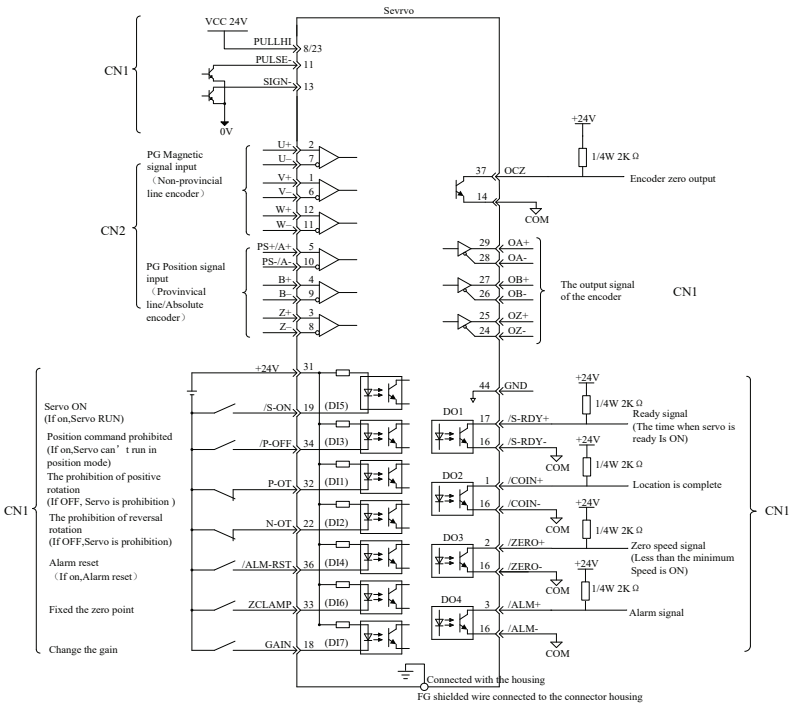 Sevrvo
VCC 24V
PULLHI 8/23
PULSE- 11
SIGN- 13
0V
CN1
CN2
PG Magnetic
signal input
（Non-provincial
line encoder）
U+ 2
U– 7
V+ 1
V– 6
W+ 12
W– 11
PG Position signal
input
(Provinvical
line/Absolute
encoder）
PS+/A+ 5
PS-/A- 10
B+ 4
B– 9
Z+ 3
Z– 8
+24V
1/4W 2K Ω
37 OCZ
Encoder zero output
14
COM
29 OA+
28 OA-
27 OB+
26 OB-
25 OZ+
24 OZ-
The output signal
of the encoder
CN1
CN1
+24V 31
Servo ON
(If on,Servo RUN)
/S-ON 19 (DI5)
Position command prohibited
(If on,Servo can’t run in
position mode)
/P-OFF 34 (DI3)
The prohibition of positive
rotation
(If OFF, Servo is prohibition )
P-OT 32 (DI1)
The prohibition of reversal
rotation
(If OFF,Servo is prohibition)
N-OT 22 (DI2)
Alarm reset
（If on,Alarm reset）
/ALM-RST 36 (DI4)
Fixed the zero point
ZCLAMP 33 (DI6)
Change the gain
GAIN 18 (DI7)
44 GND
+24V
1/4W 2K Ω
DO1
17 /S-RDY+
Ready signal
(The time when servo is
ready Is ON)
16 /S-RDY-
COM
+24V
1/4W 2K Ω
DO2
1 /COIN+
Location is complete
16 /COIN-
COM
+24V
1/4W 2K Ω
DO3
2 /ZERO+
Zero speed signal
(Less than the minimum
Speed is ON)
16 /ZERO-
COM
+24V
1/4W 2K Ω
DO4
3 /ALM+
Alarm signal
16 /ALM-
COM
CN1
Connected with the housing
FG shielded wire connected to the connector housing